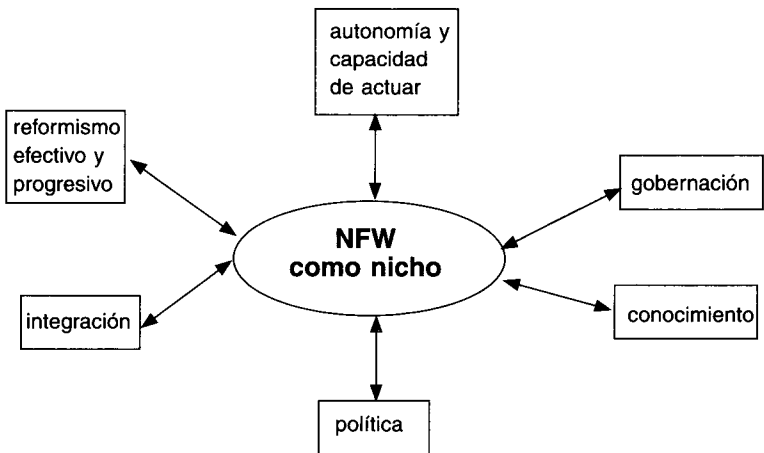 autonomía y
capacidad
de actuar
reformismo
efectivo y
progresivo
gobernación
NFW
como nicho
integración
conocimiento
política